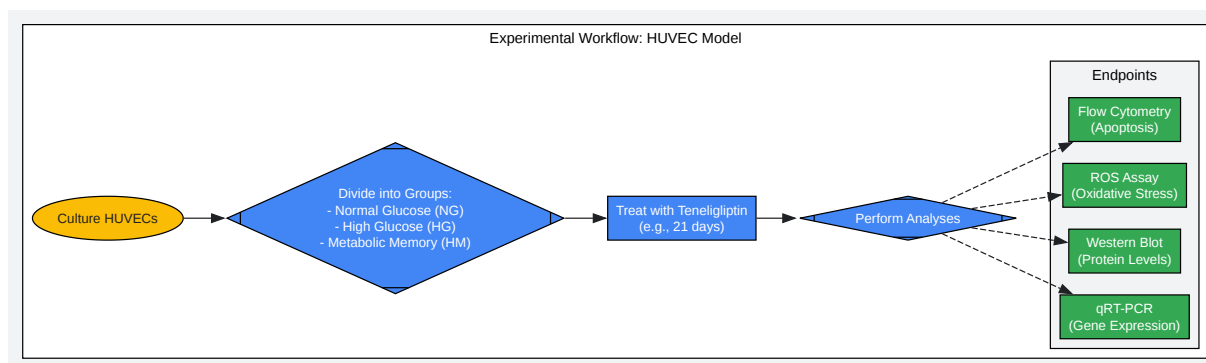 Experimental Workflow: HUVEC Model
Culture HUVECs
Divide into Groups:
- Normal Glucose (NG)
- High Glucose (HG)
- Metabolic Memory (HM)
Treat with Teneligliptin
(e.g., 21 days)
Perform Analyses
Endpoints
Flow Cytometry
(Apoptosis)
ROS Assay
(Oxidative Stress)
Western Blot
(Protein Levels)
qRT-PCR
(Gene Expression)